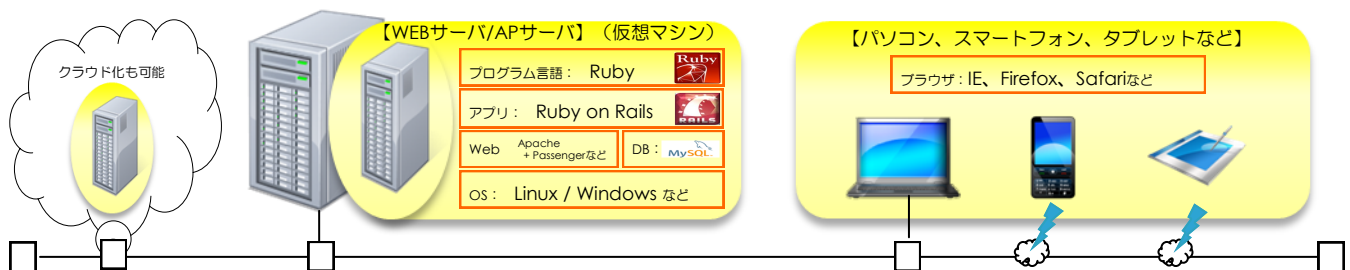 クラウド化も可能
【WEBサーバ/APサーバ】（仮想マシン）
プログラム言語： Ruby
Ruby
アプリ： Ruby on Rails
RAILS
Web Apache
+ Passengerなど
DB： MySQL
OS： Linux / Windows など
【パソコン、スマートフォン、タブレットなど】
ブラウザ：IE、Firefox、Safariなど